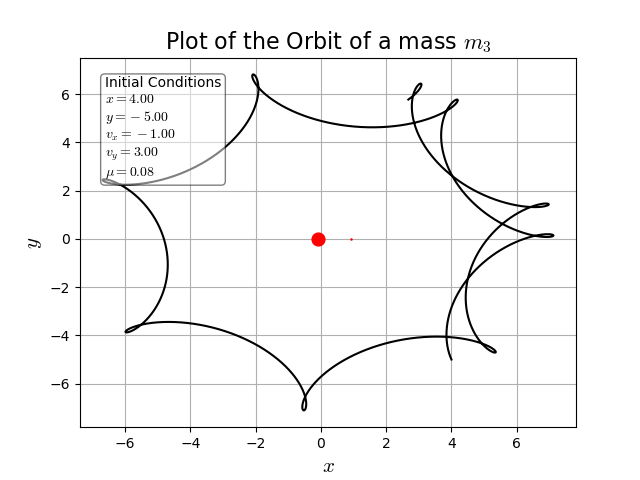 Plot of the Orbit of a mass $m_3$
Initial Conditions
$x = 4.00$
$y = -5.00$
$v_x = -1.00$
$v_y = 3.00$
$\mu = 0.08$
6
4
2
0
−2
−4
−6
y
−6 −4 −2 0 2 4 6
x